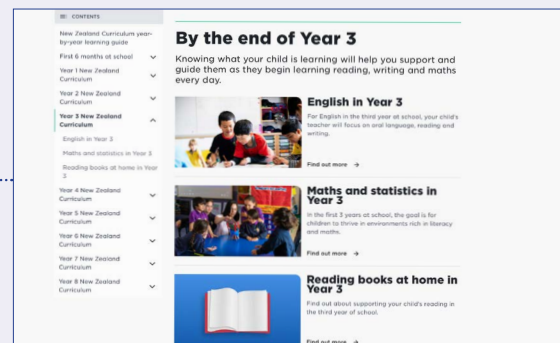 CONTENTS
New Zealand Curriculum year-
by-year learning guide
First 6 months at school
Year 1 New Zealand
Curriculum
Year 2 New Zealand
Curriculum
Year 3 New Zealand
Curriculum
English in Year 3
Maths and statistics in Year 3
Reading books at home in Year
3
Year 4 New Zealand
Curriculum
Year 5 New Zealand
Curriculum
Year 6 New Zealand
Curriculum
Year 7 New Zealand
Curriculum
Year 8 New Zealand
Curriculum
By the end of Year 3
Knowing what your child is learning will help you support and
guide them as they begin learning reading, writing and maths
every day.
English in Year 3
For English in the third year at school, your child's
teacher will focus on oral language, reading and
writing.
Find out more →
Maths and statistics in
Year 3
In the first 3 years at school, the goal is for
children to thrive in environments rich in literacy
and maths.
Find out more →
Reading books at home in
Year 3
Find out about supporting your child's reading in
the third year of school.
Find out more →